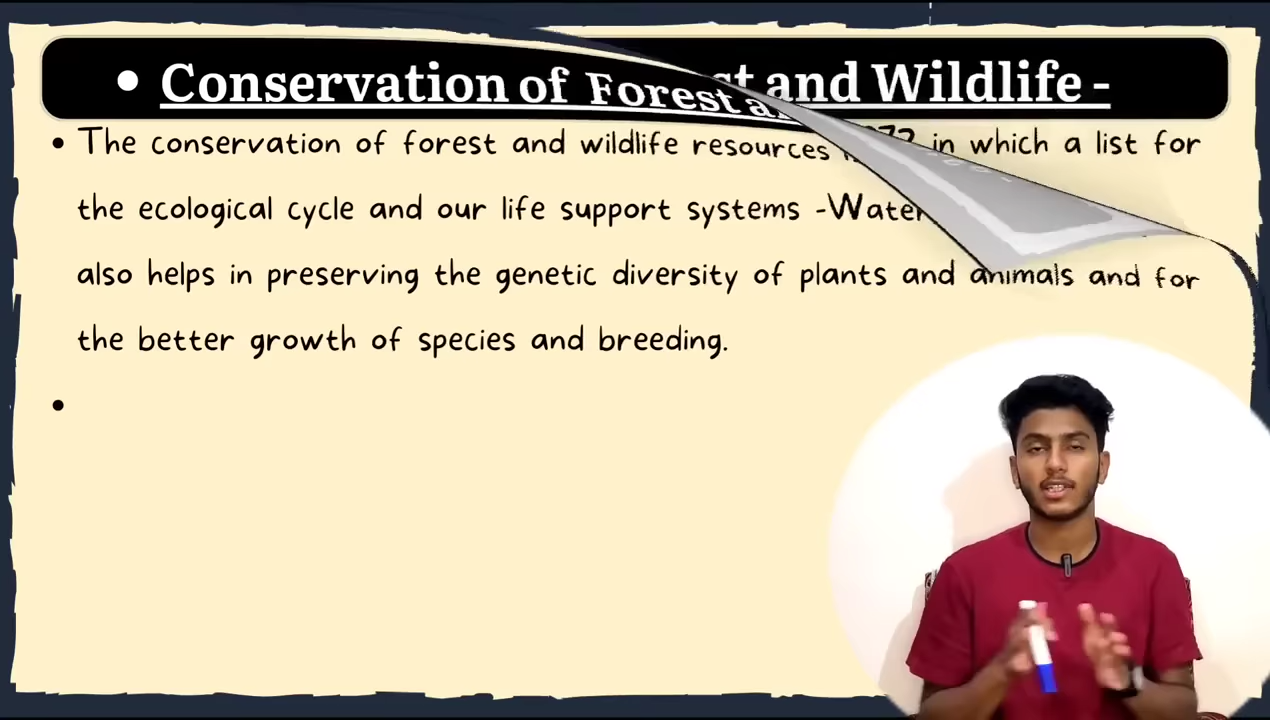 • Conservation of Forest and Wildlife -
• The conservation of forest and wildlife resources in which a list for
the ecological cycle and our life support systems -Water
also helps in preserving the genetic diversity of plants and animals and for
the better growth of species and breeding.
•